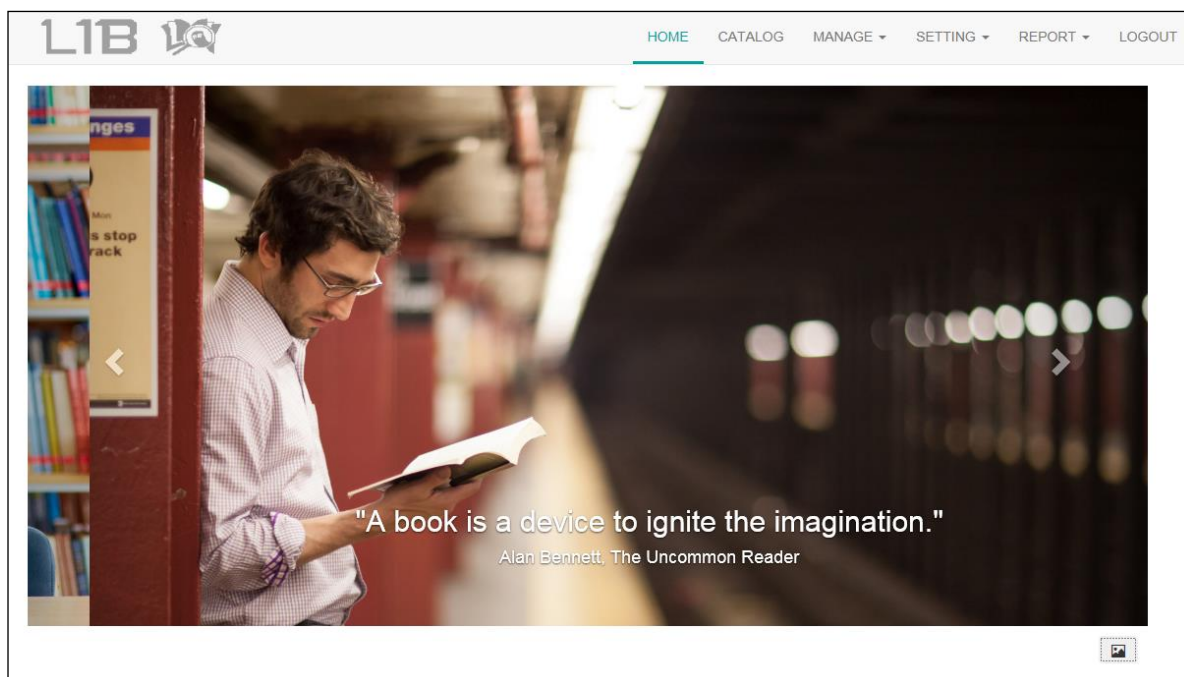 L1B
HOME CATALOG MANAGE SETTING REPORT LOGOUT
nges
Mon
s stop
rack
"A book is a device to ignite the imagination."
Alan Bennett, The Uncommon Reader